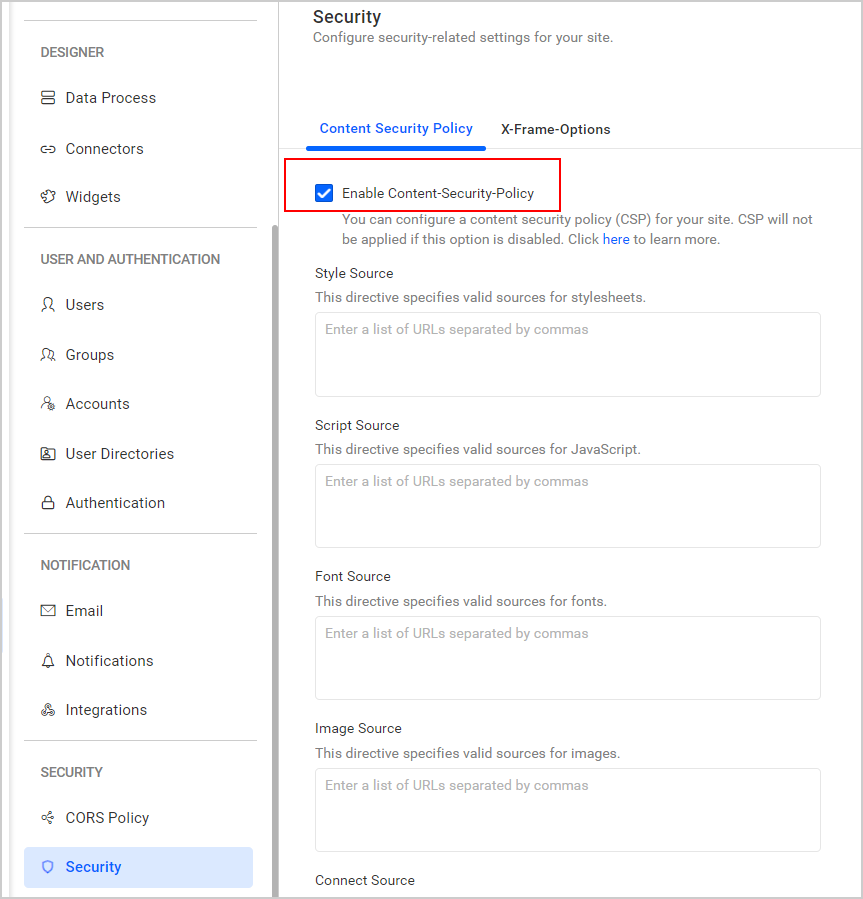 DESIGNER
Data Process
Connectors
Widgets
USER AND AUTHENTICATION
Users
Groups
Accounts
User Directories
Authentication
NOTIFICATION
Email
Notifications
Integrations
SECURITY
CORS Policy
Security
Security
Configure security-related settings for your site.
Content Security Policy
X-Frame-Options
Enable Content-Security-Policy
You can configure a content security policy (CSP) for your site. CSP will not
be applied if this option is disabled. Click here to learn more.
Style Source
This directive specifies valid sources for stylesheets.
Enter a list of URLs separated by commas
Script Source
This directive specifies valid sources for JavaScript.
Enter a list of URLs separated by commas
Font Source
This directive specifies valid sources for fonts.
Enter a list of URLs separated by commas
Image Source
This directive specifies valid sources for images.
Enter a list of URLs separated by commas
Connect Source